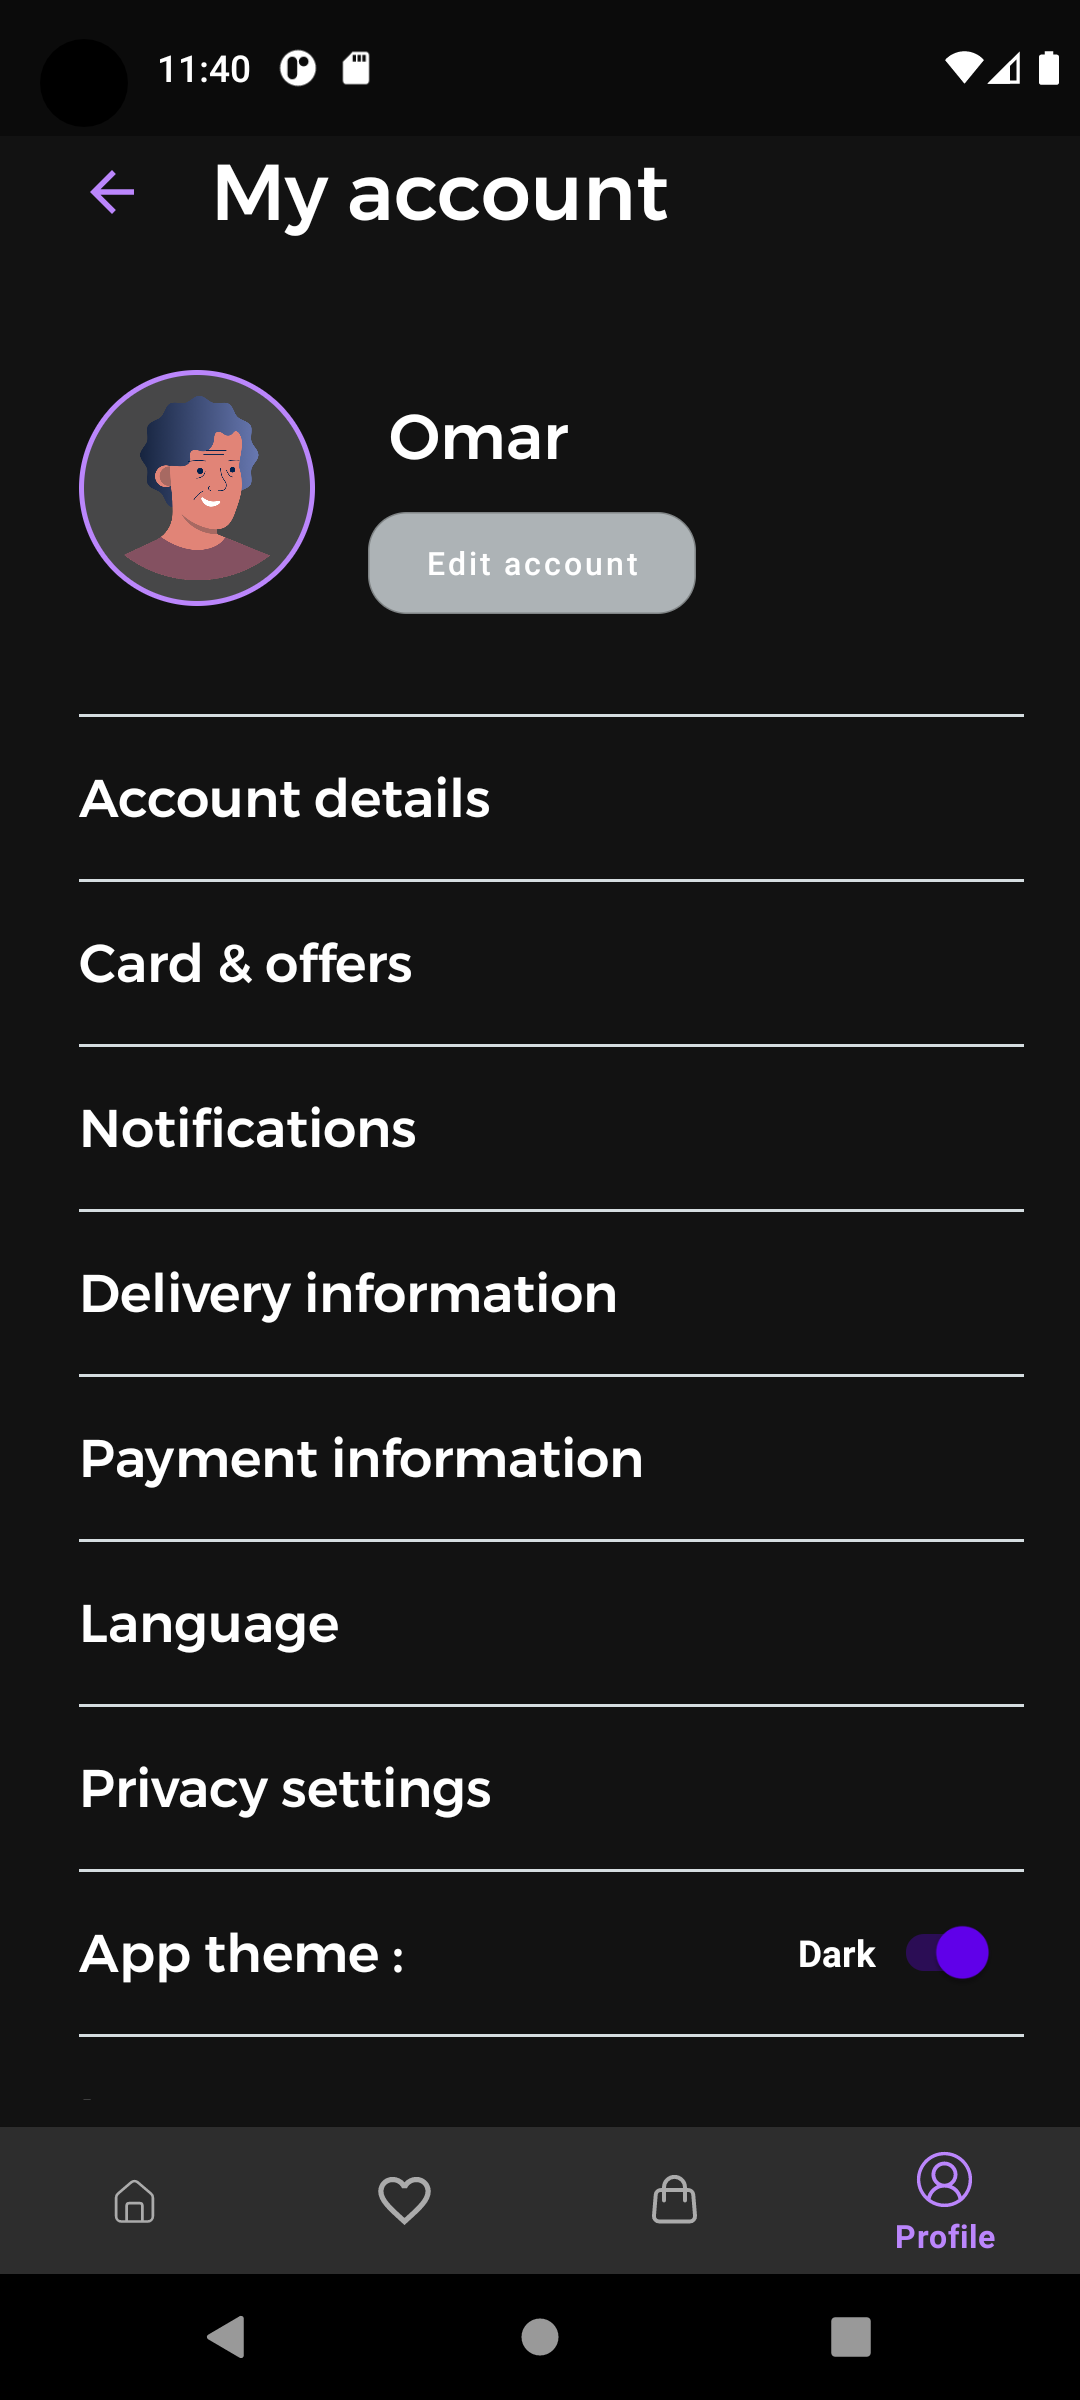 11:40
My account
Omar
Edit account
Account details
Card & offers
Notifications
Delivery information
Payment information
Language
Privacy settings
App theme :
Dark
Profile